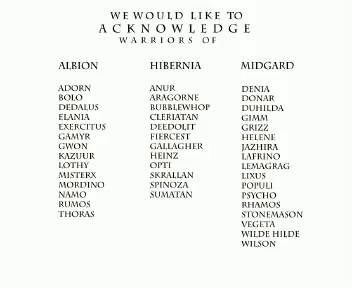 WE WOULD LIKE TO
ACKNOWLEDGE
WARRIORS OF
ALBION
ADORN
BOLO
DEDALUS
ELANIA
EXERCITUS
GAMYR
GWON
KAZUUR
LOTHY
MISTERX
MORDINO
NAMO
RUMOS
THORAS
HIBERNIA
ANUR
ARAGORNE
BUBBLEWHOP
CLERIATAN
DEEDOLIT
FIERCEST
GALLAGHER
HEINZ
OPTI
SKRALLAN
SPINOZA
SUMATAN
MIDGARD
DENIA
DONAR
DUHILDA
GIMM
GRIZZ
HELENE
JAZHIRA
LAFRINO
LEMAGRAG
LIXUS
POPULI
PSYCHO
RHAMOS
STONEMASON
VEGETA
WILDE HILDE
WILSON